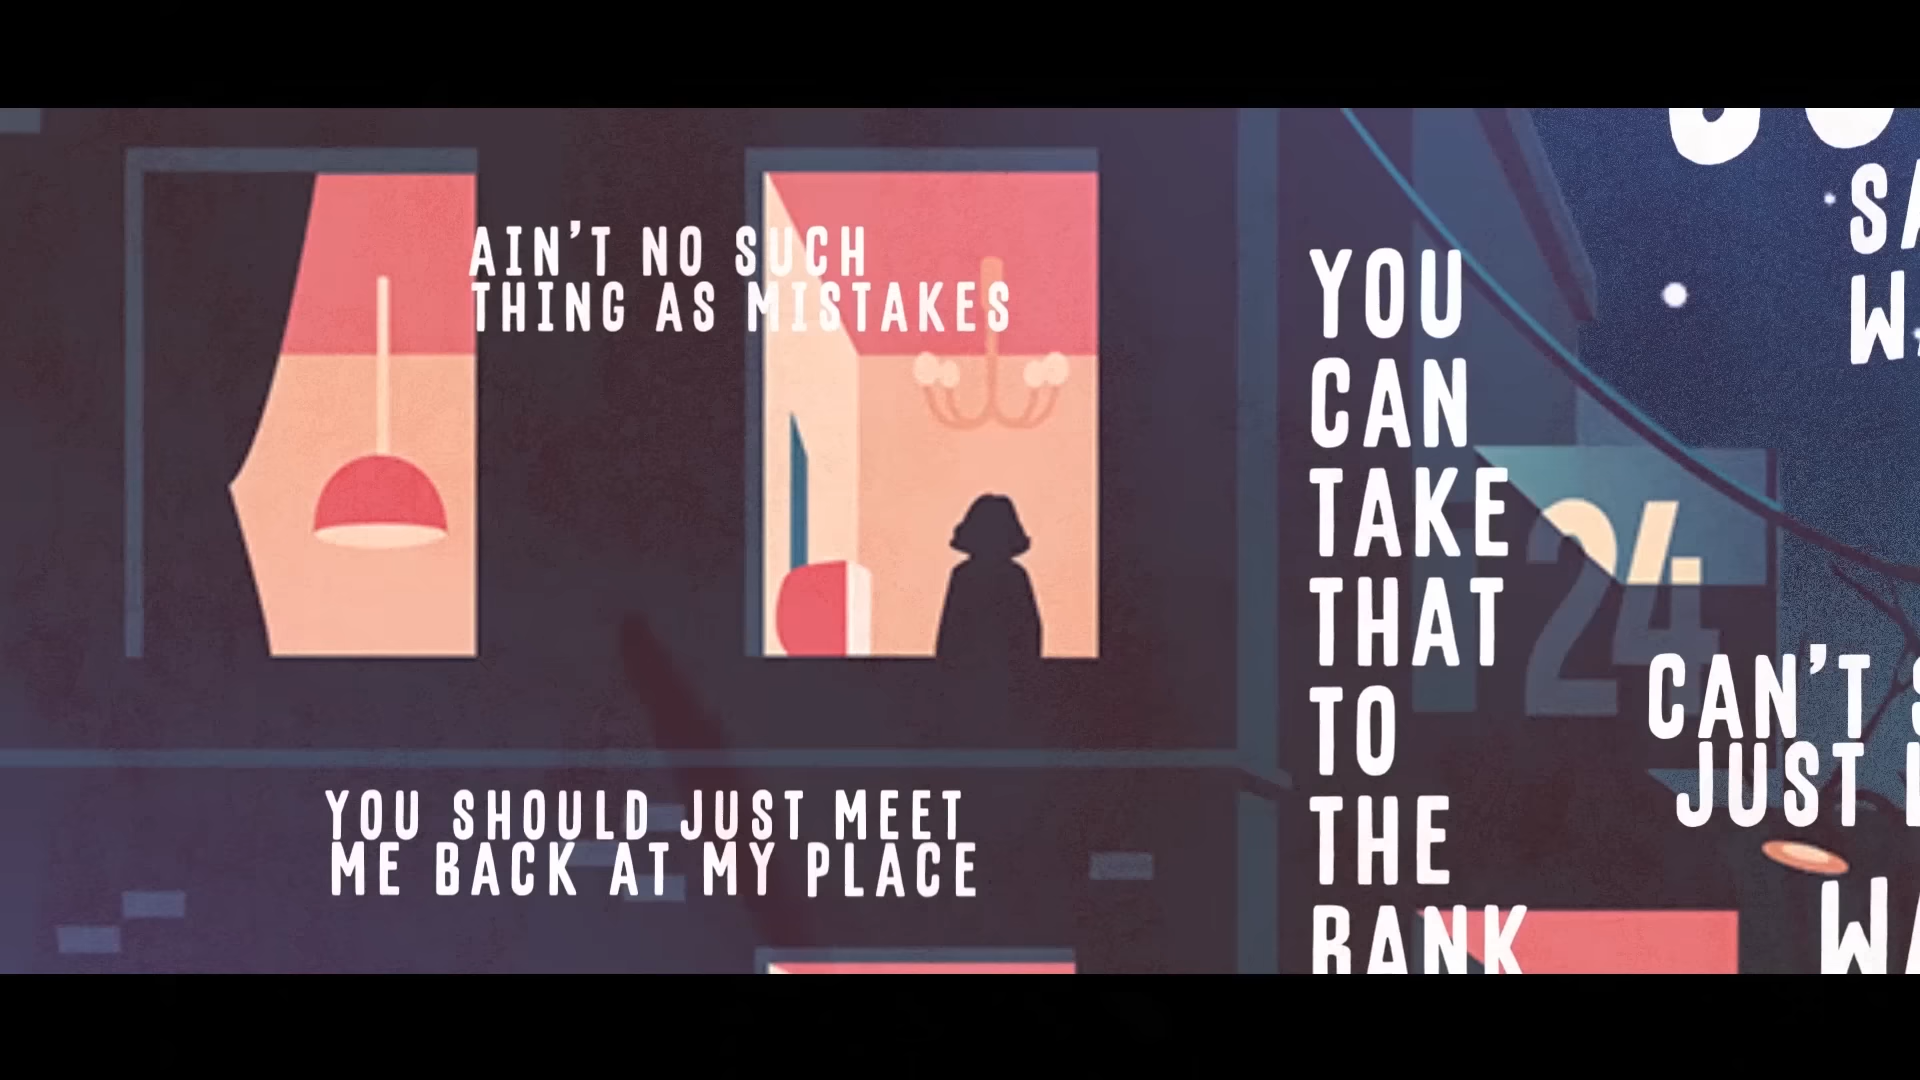 AIN'T NO SUCH
THING AS MISTAKES
YOU SHOULD JUST MEET
ME BACK AT MY PLACE
YOU
CAN
TAKE
THAT
TO
THE
BANK
24
CAN'T
JUST